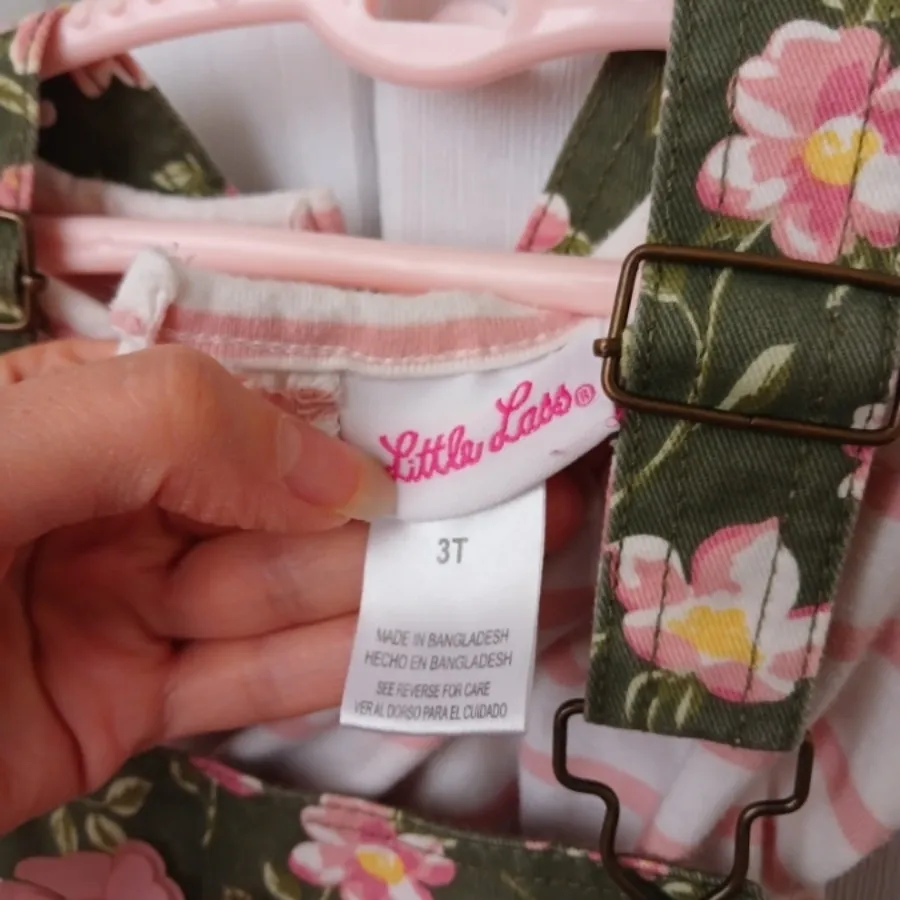 Little Lass®
3T
MADE IN BANGLADESH
HECHO EN BANGLADESH
SEE REVERSE FOR CARE
VER AL DORSO PARA EL CUIDADO